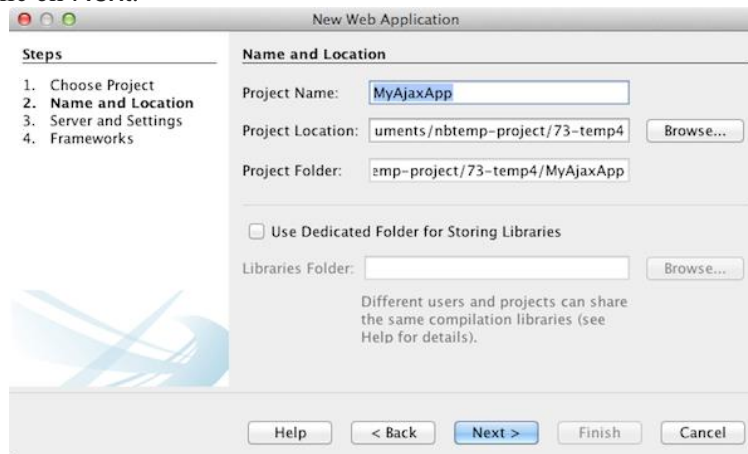 New Web Application
Steps
1. Choose Project
2. Name and Location
3. Server and Settings
4. Frameworks
Name and Location
Project Name: MyAjaxApp
Project Location: uments/nbtemp-project/73-temp4 Browse...
Project Folder: emp-project/73-temp4/MyAjaxApp
Use Dedicated Folder for Storing Libraries
Libraries Folder: Browse...
Different users and projects can share
the same compilation libraries (see
Help for details).
Help < Back Next > Finish Cancel